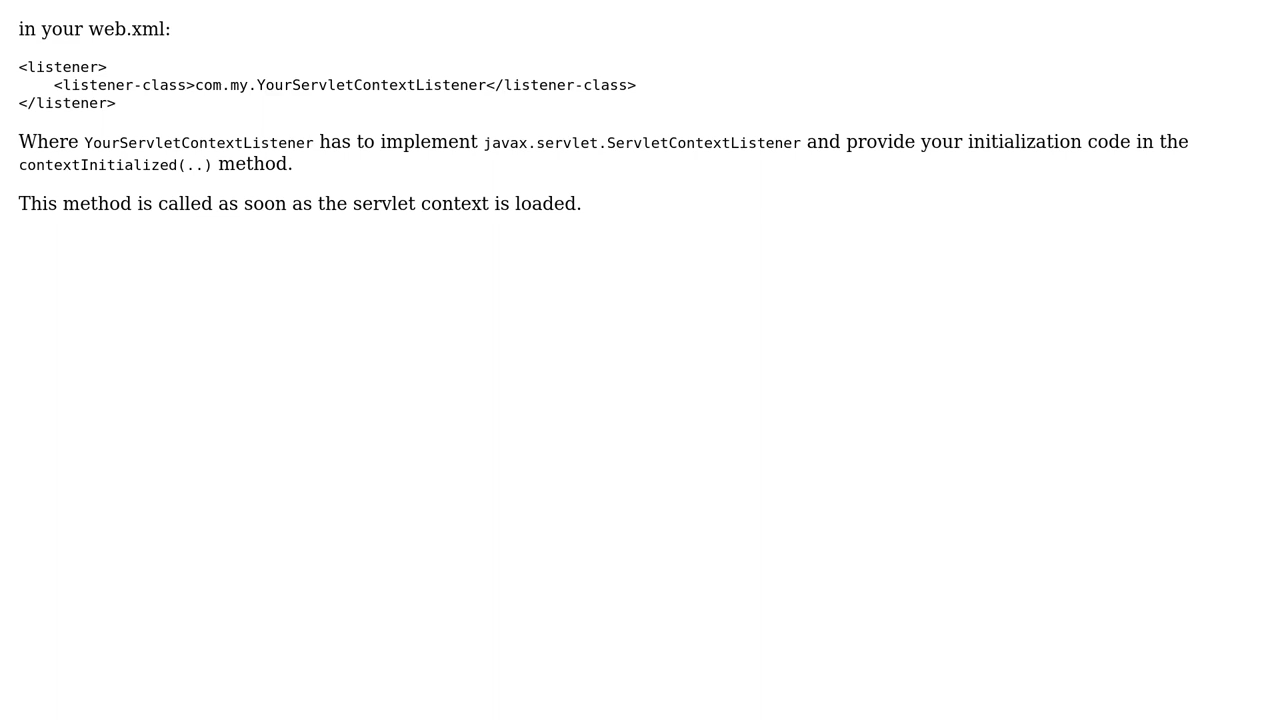 in your web.xml:
<listener>
    <listener-class>com.my.YourServletContextListener</listener-class>
</listener>
Where YourServletContextListener has to implement javax.servlet.ServletContextListener and provide your initialization code in the
contextInitialized(..) method.
This method is called as soon as the servlet context is loaded.